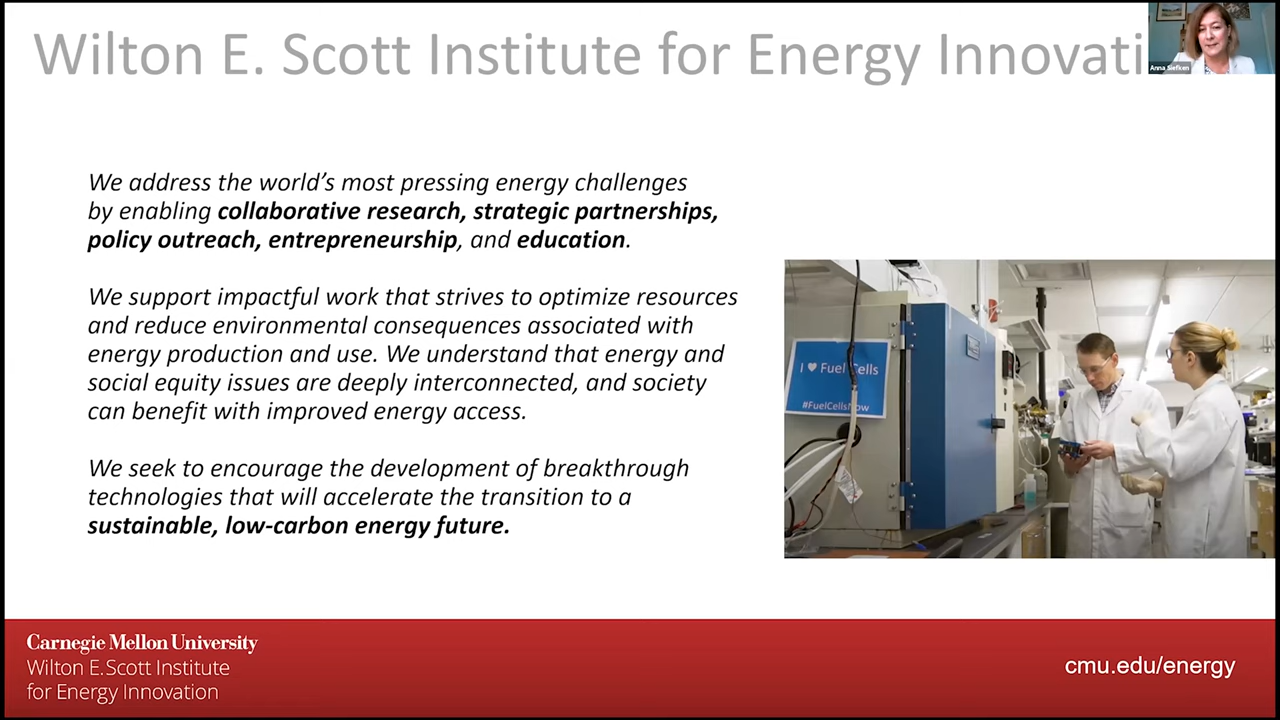 Wilton E. Scott Institute for Energy Innovati
Anna Siefken
We address the world's most pressing energy challenges
by enabling collaborative research, strategic partnerships,
policy outreach, entrepreneurship, and education.
We support impactful work that strives to optimize resources
and reduce environmental consequences associated with
energy production and use. We understand that energy and
social equity issues are deeply interconnected, and society
can benefit with improved energy access.
We seek to encourage the development of breakthrough
technologies that will accelerate the transition to a
sustainable, low-carbon energy future.
I ♥ Fuel Cells
#FuelCellsNow
Carnegie Mellon University
Wilton E. Scott Institute
for Energy Innovation
cmu.edu/energy